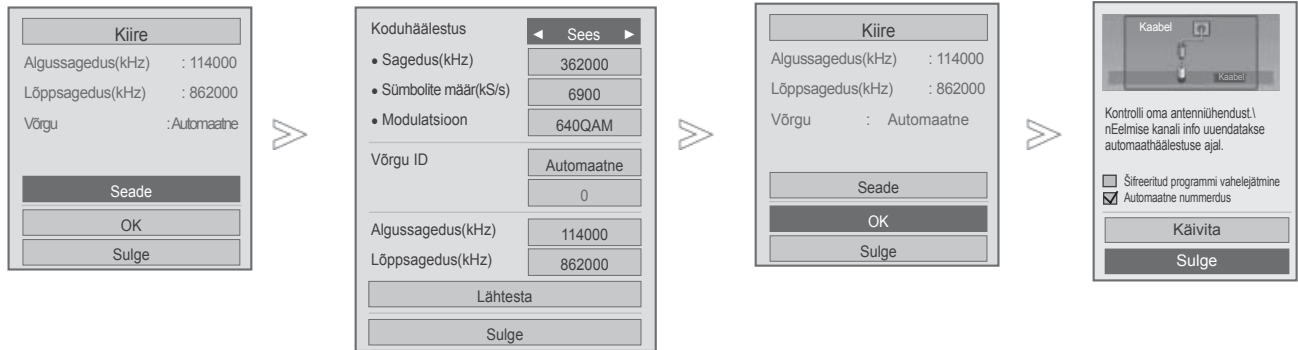 Kiire
Algussagedus(kHz) : 114000
Lõppsagedus(kHz) : 862000
Võrgu : Automaatne
Seade
OK
Sulge
Koduhäälestus ◄ Sees ►
• Sagedus(kHz) 362000
• Sümbolite määr(kS/s) 6900
• Modulatsioon 640QAM
Võrgu ID Automaatne
0
Algussagedus(kHz) 114000
Lõppsagedus(kHz) 862000
Lähtesta
Sulge
Kiire
Algussagedus(kHz) : 114000
Lõppsagedus(kHz) : 862000
Võrgu : Automaatne
Seade
OK
Sulge
Kaabel
Kaabel
Kontrolli oma antenniühendust.\
nEelmise kanali info uuendatakse
automaathäälestuse ajal.
Šifreeritud programmi vahelejätmine
Automaatne nummerdus
Käivita
Sulge